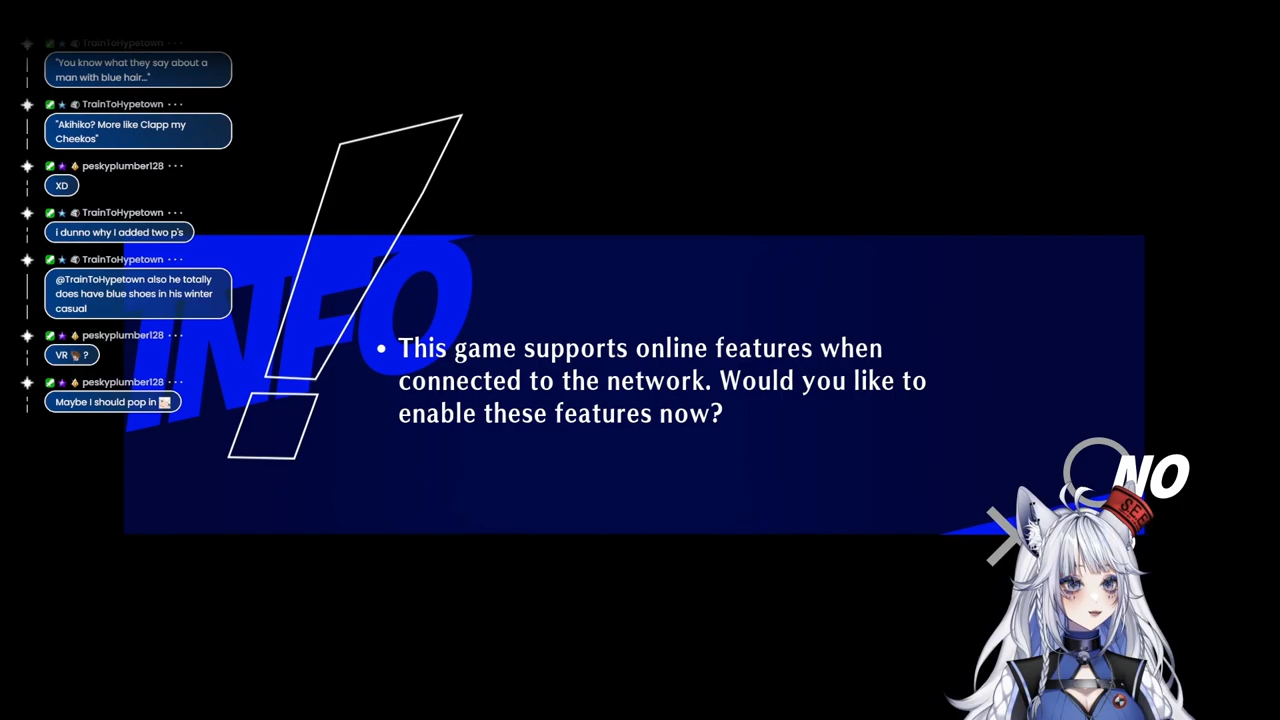 TrainToHypetown
"You know what they say about a
man with blue hair..."
TrainToHypetown
"Akihiko? More like Clapp my
Cheekos"
peskyplumber128
XD
TrainToHypetown
i dunno why I added two p's
TrainToHypetown
@TrainToHypetown also he totally
does have blue shoes in his winter
casual
peskyplumber128
VR ?
peskyplumber128
Maybe I should pop in
INFO
• This game supports online features when
connected to the network. Would you like to
enable these features now?
NO
SEE